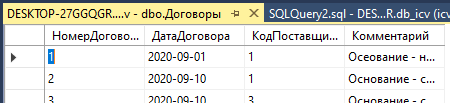 DESKTOP-27GGQGR....v - dbo.Договоры SQLQuery2.sql - DES...R.db_icv (icv
НомерДогово... ДатаДоговора КодПоставщи... Комментарий
1 2020-09-01 1 Осеование - н...
2 2020-09-10 1 Основание - с...
3 2020-09-10 3 Основание - с...